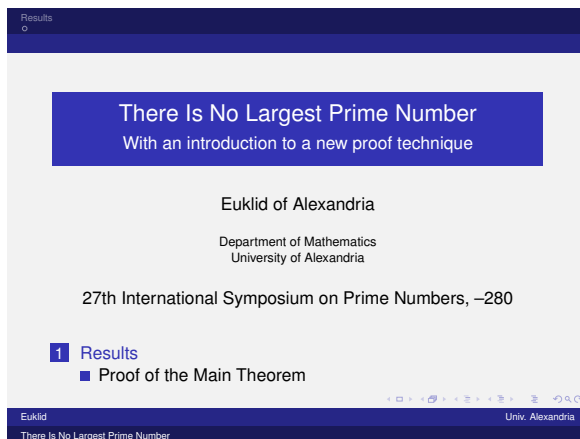 Results
There Is No Largest Prime Number
With an introduction to a new proof technique
Euklid of Alexandria
Department of Mathematics
University of Alexandria
27th International Symposium on Prime Numbers, –280
1 Results
Proof of the Main Theorem
Euklid Univ. Alexandria
There Is No Largest Prime Number